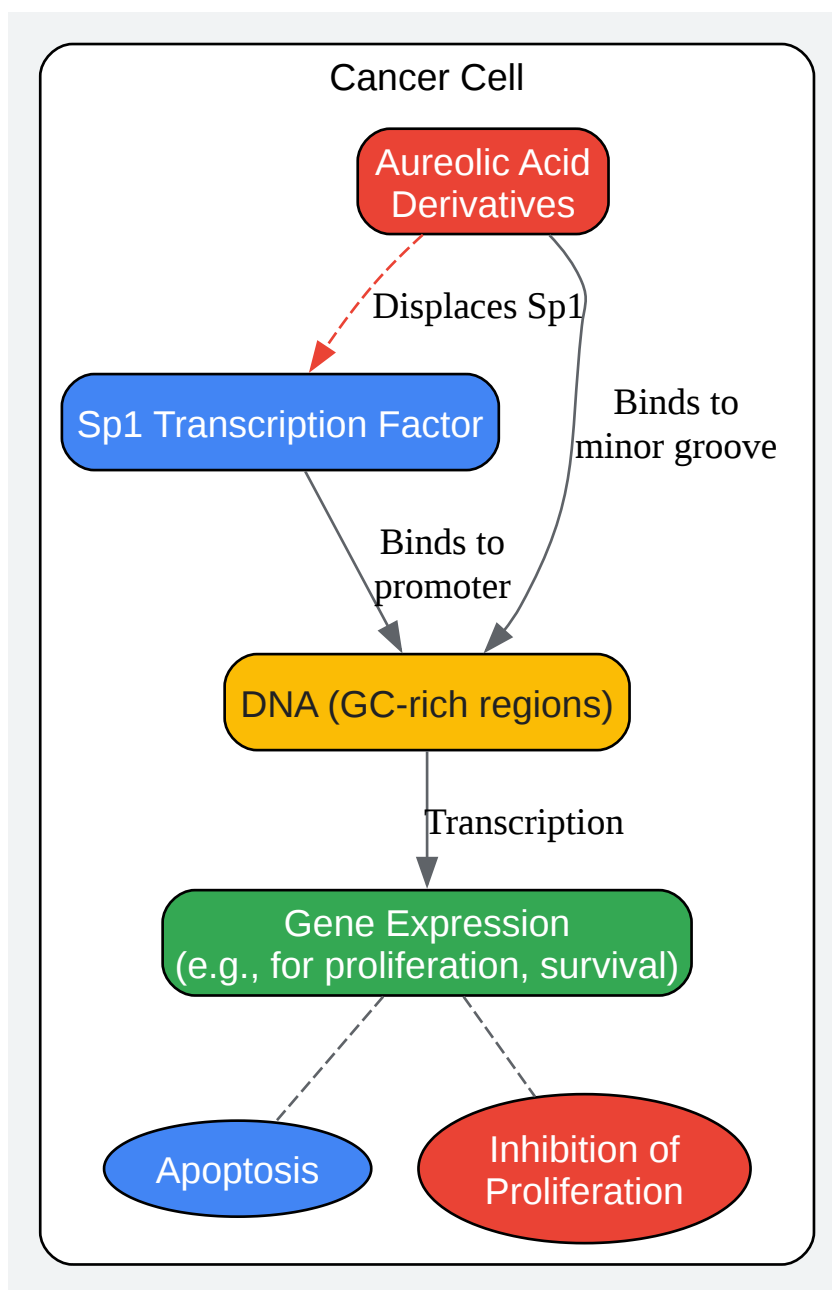 Cancer Cell
Aureolic Acid
Derivatives
Displaces Sp1
Binds to
minor groove
Sp1 Transcription Factor
Binds to
promoter
DNA (GC-rich regions)
Transcription
Gene Expression
(e.g., for proliferation, survival)
Apoptosis
Inhibition of
Proliferation